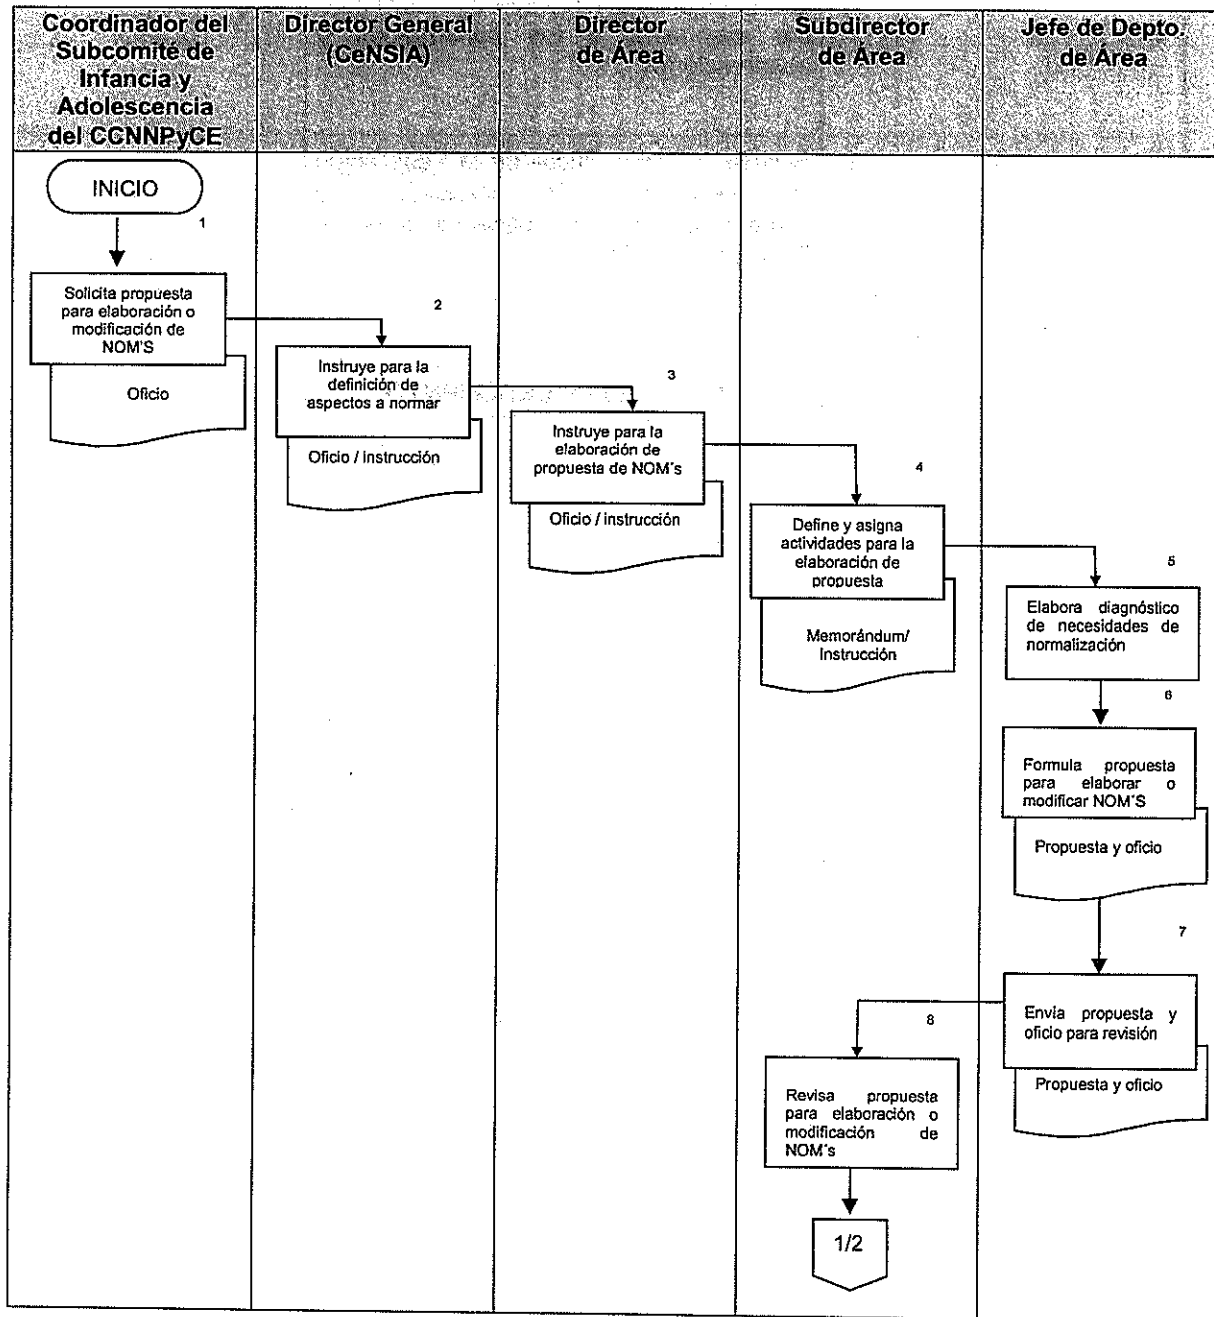 Coordinador del
Subcomité de
Infancia y
Adolescencia
del CCNNPyCE
Director General
(CeNSIA)
Director
de Área
Subdirector
de Área
Jefe de Depto.
de Área
INICIO
1
Solicita propuesta
para elaboración o
modificación de
NOM'S
Oficio
2
Instruye para la
definición de
aspectos a normar
Oficio / Instrucción
3
Instruye para la
elaboración de
propuesta de NOM's
Oficio / instrucción
4
Define y asigna
actividades para la
elaboración de
propuesta
Memorándum/
Instrucción
5
Elabora diagnóstico
de necesidades de
normalización
6
Formula propuesta
para elaborar o
modificar NOM'S
Propuesta y oficio
7
Envía propuesta y
oficio para revisión
Propuesta y oficio
8
Revisa propuesta
para elaboración o
modificación de
NOM's
1/2